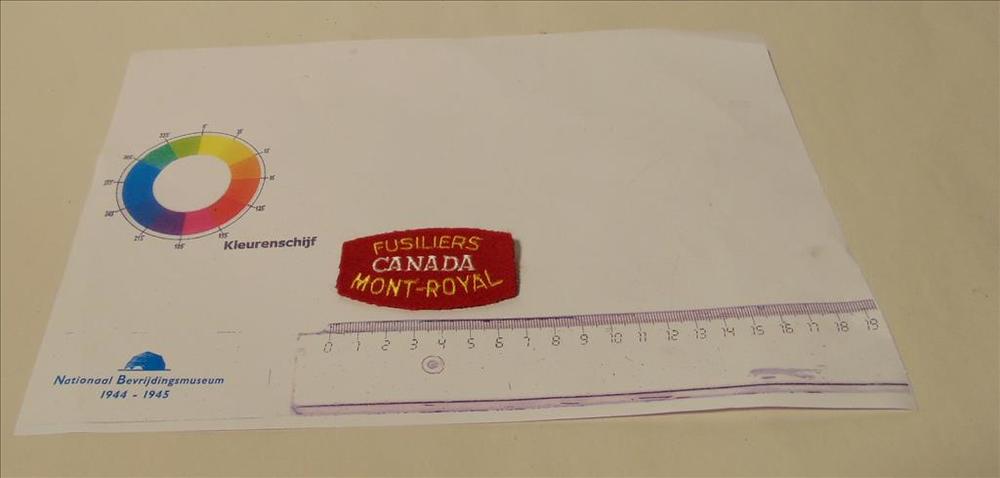 Kleurenschijf
FUSILIERS
CANADA
MONT-ROYAL
0 1 2 3 4 5 6 7 8 9 10 11 12 13 14 15 16 17 18 19
Nationaal Bevrijdingsmuseum
1944 - 1945